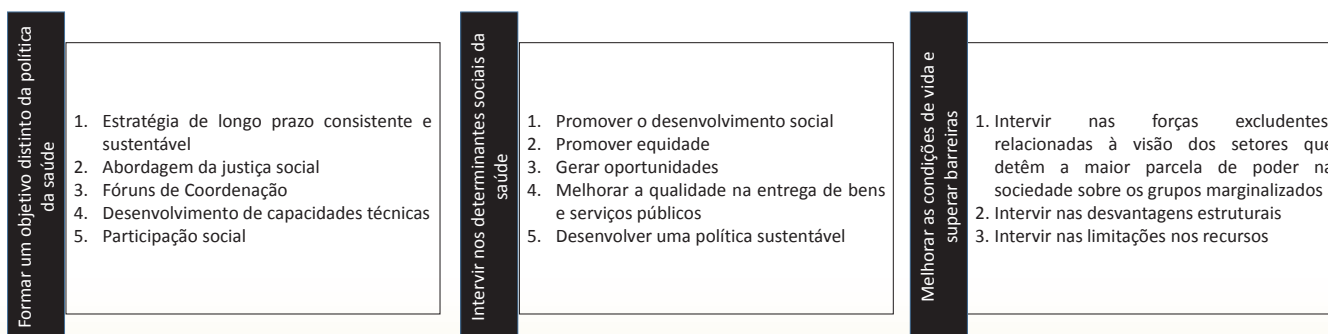 Formar um objetivo distinto da política
da saúde
1. Estratégia de longo prazo consistente e
sustentável
2. Abordagem da justiça social
3. Fóruns de Coordenação
4. Desenvolvimento de capacidades técnicas
5. Participação social
Intervir nos determinantes sociais da
saúde
1. Promover o desenvolvimento social
2. Promover equidade
3. Gerar oportunidades
4. Melhorar a qualidade na entrega de bens
e serviços públicos
5. Desenvolver uma política sustentável
Melhorar as condições de vida e
superar barreiras
1. Intervir nas forças excludentes
relacionadas à visão dos setores que
detêm a maior parcela de poder na
sociedade sobre os grupos marginalizados
2. Intervir nas desvantagens estruturais
3. Intervir nas limitações nos recursos